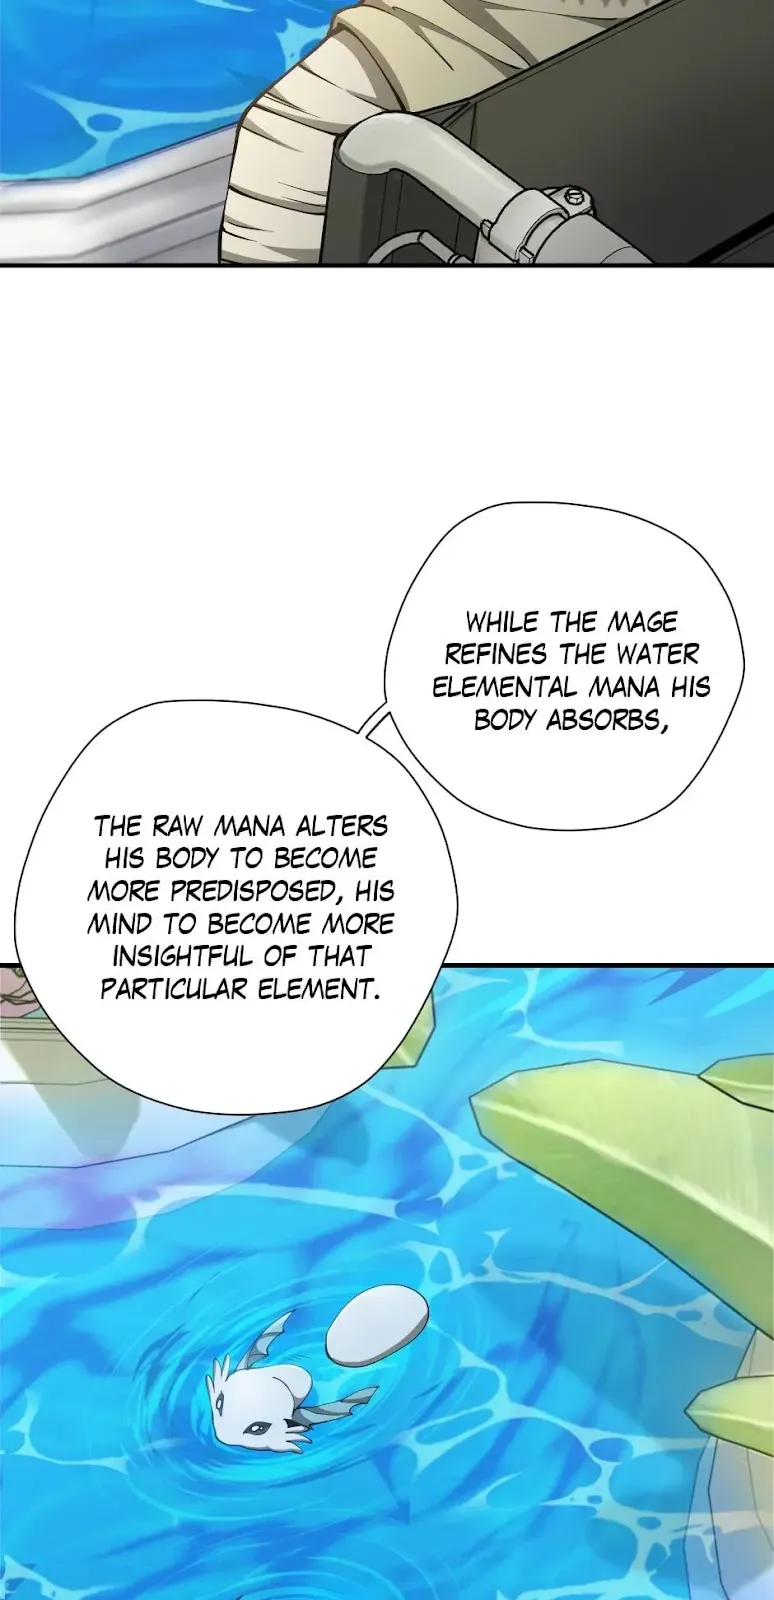 WHILE THE MAGE
REFINES THE WATER
ELEMENTAL MANA HIS
BODY ABSORBS,
THE RAW MANA ALTERS
HIS BODY TO BECOME
MORE PREDISPOSED, HIS
MIND TO BECOME MORE
INSIGHTFUL OF THAT
PARTICULAR ELEMENT.